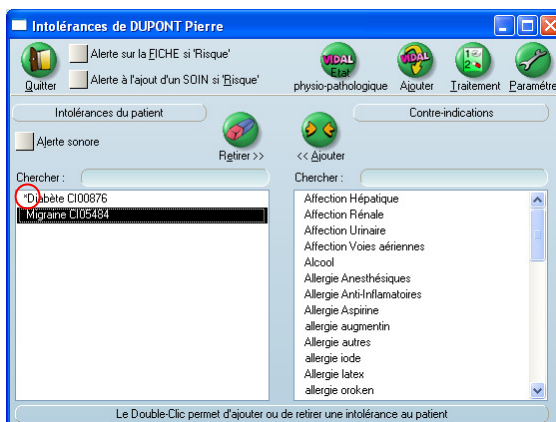 Intolérances de DUPONT Pierre
Alerte sur la FICHE si 'Risque'
Alerte à l'ajout d'un SOIN si 'Risque'
Quitter
VIDAL
Etat
physio-pathologique
VIDAL
Ajouter
1
2
Traitement
Paramétre
Intolérances du patient
Contre-indications
Alerte sonore
Retirer >>
<< Ajouter
Chercher :
Chercher :
*Diabète CI00876
Migraine CI05484
Affection Hépatique
Affection Rénale
Affection Urinaire
Affection Voies aériennes
Alcool
Allergie Anesthésiques
Allergie Anti-Inflamatoires
Allergie Aspirine
allergie augmentin
Allergie autres
allergie iode
Allergie latex
allergie oroken
Le Double-Clic permet d'ajouter ou de retirer une intolérance au patient